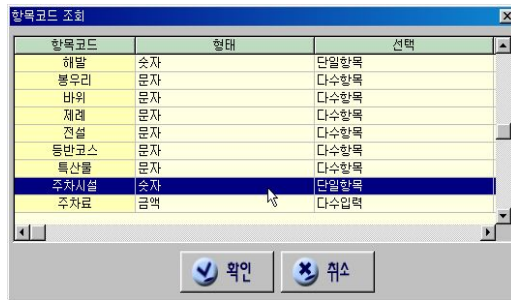 항목코드 조회
항목코드 형태 선택
해발 숫자 단일항목
봉우리 문자 다수항목
바위 문자 다수항목
제례 문자 다수항목
전설 문자 다수항목
등반코스 문자 다수항목
특산물 문자 다수항목
주차시설 숫자 단일항목
주차료 금액 다수입력
확인 취소